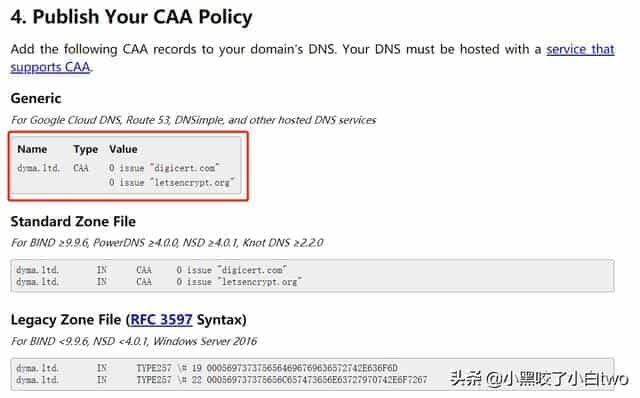 4. Publish Your CAA Policy
Add the following CAA records to your domain's DNS. Your DNS must be hosted with a service that
supports CAA.
Generic
For Google Cloud DNS, Route 53, DNSimple, and other hosted DNS services
Name Type Value
dyma.ltd. CAA 0 issue "digicert.com"
0 issue "letsencrypt.org"
Standard Zone File
For BIND ≥9.9.6, PowerDNS ≥4.0.0, NSD ≥4.0.1, Knot DNS ≥2.2.0
dyma.ltd. IN CAA 0 issue "digicert.com"
dyma.ltd. IN CAA 0 issue "letsencrypt.org"
Legacy Zone File (RFC 3597 Syntax)
For BIND <9.9.6, NSD <4.0.1, Windows Server 2016
dyma.ltd. IN TYPE257 \# 19 0005697373756564696769636572742E636F6D
dyma.ltd. IN TYPE257 \# 22 000569737375656C657473656E63727970742E6F7267
头条 @小黑咬了小白two